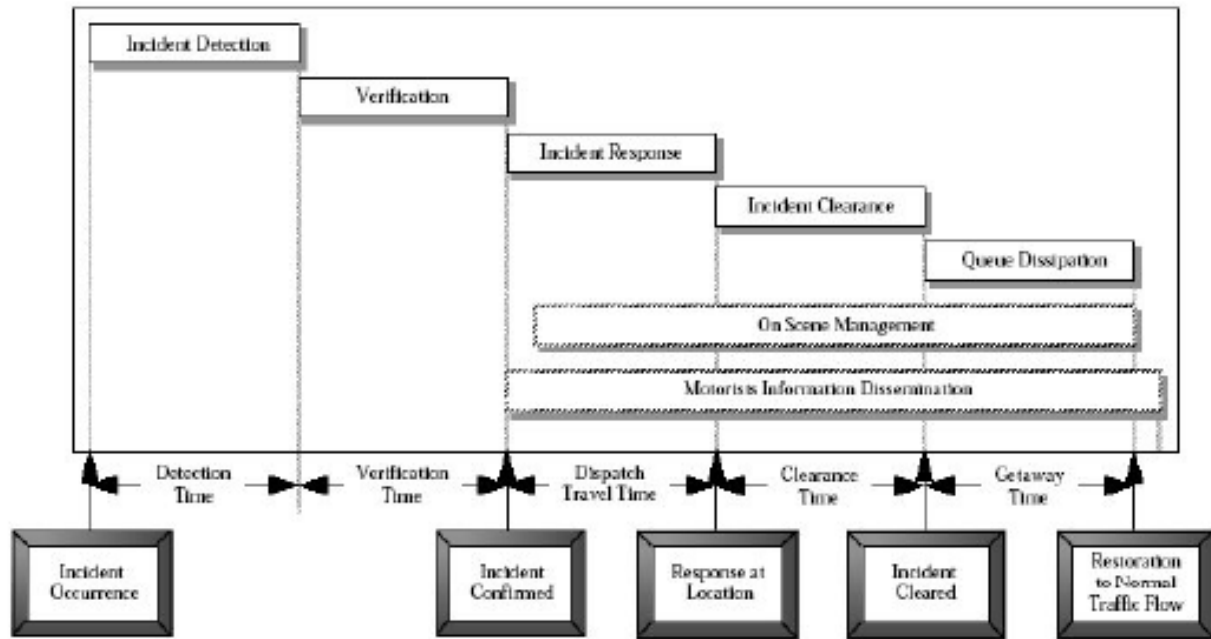 Incident Detection
Verification
Incident Response
Incident Clearance
Queue Dissipation
On Scene Management
Motorists Information Dissemination
Detection
Time
Verification
Time
Dispatch
Travel Time
Clearance
Time
Getaway
Time
Incident
Occurrence
Incident
Confirmed
Response at
Location
Incident
Cleared
Restoration
to Normal
Traffic Flow